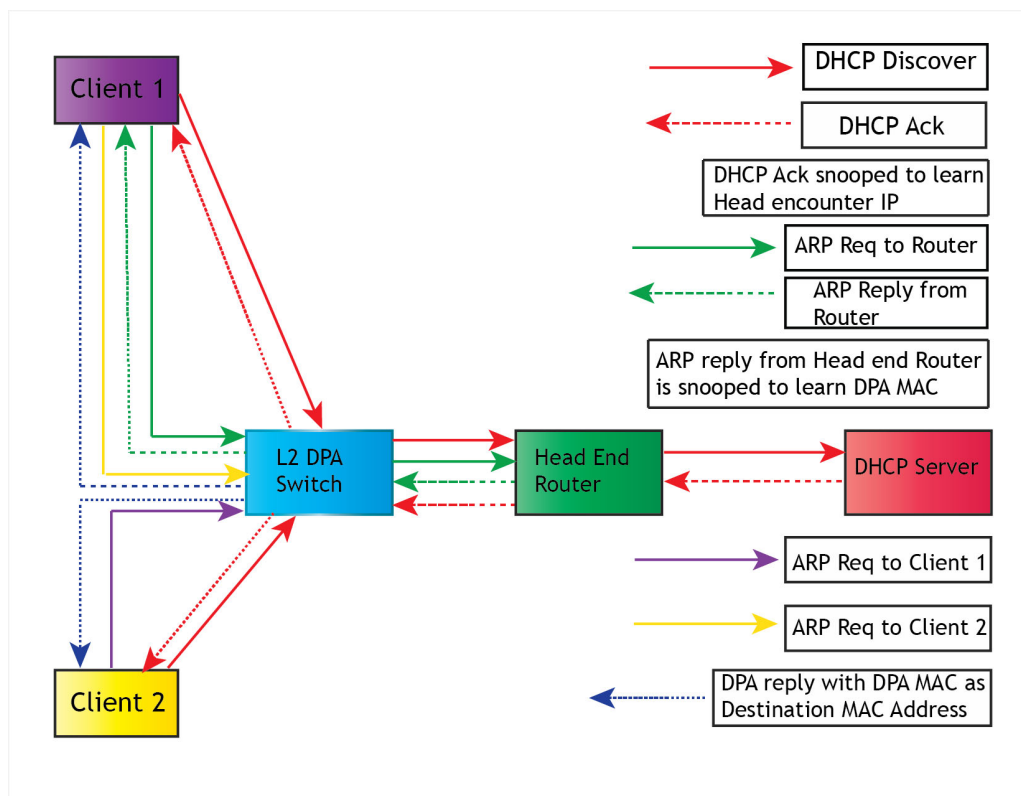 Client 1
DHCP Discover
DHCP Ack
DHCP Ack snooped to learn
Head encounter IP
ARP Req to Router
ARP Reply from
Router
ARP reply from Head end Router
is snooped to learn DPA MAC
L2 DPA
Switch
Head End
Router
DHCP Server
ARP Req to Client 1
ARP Req to Client 2
Client 2
DPA reply with DPA MAC as
Destination MAC Address